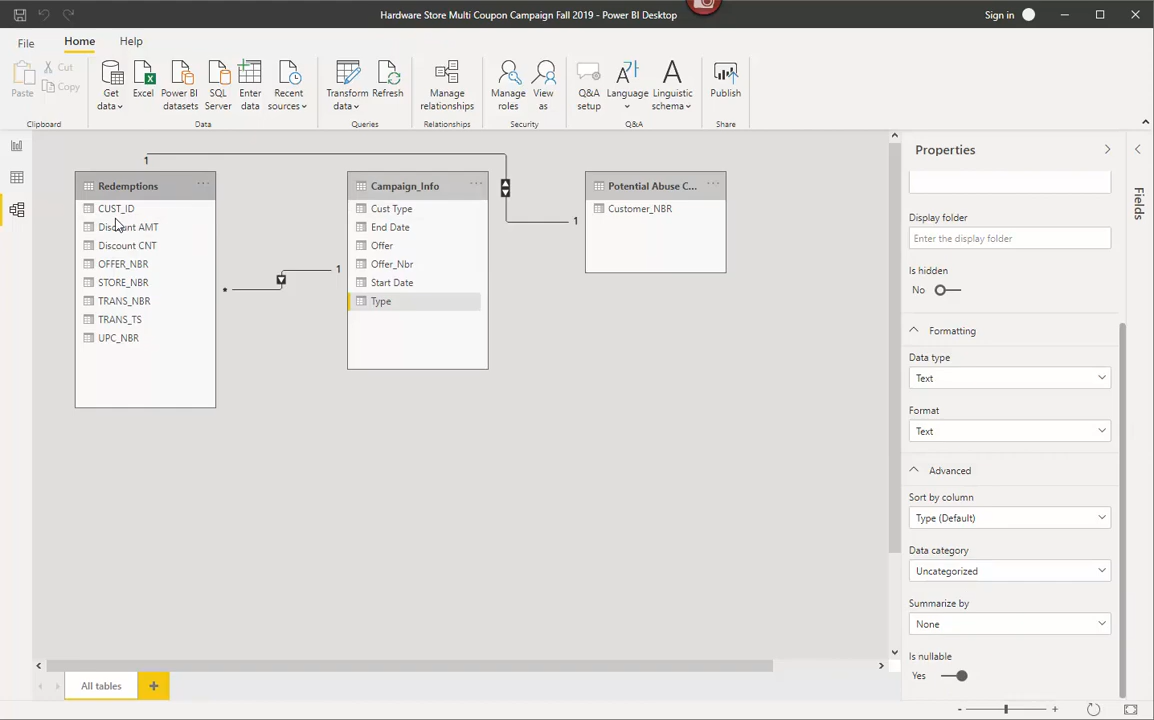 Hardware Store Multi Coupon Campaign Fall 2019 - Power BI Desktop
Sign in
File
Home
View
Help
Paste
Cut
Copy
Clipboard
Get data
Excel
Power BI datasets
SQL Server
Enter data
Recent sources
Data
Transform data
Refresh
Queries
Manage relationships
Relationships
Manage roles
View as
Security
Q&A setup
Language
Linguistic schema
Q&A
Publish
Share
1
Redemptions
CUST_ID
Discount AMT
Discount CNT
OFFER_NBR
STORE_NBR
TRANS_NBR
TRANS_TS
UPC_NBR
1
Campaign_Info
Cust Type
End Date
Offer
Offer_Nbr
Start Date
Type
1
Potential Abuse C...
Customer_NBR
Properties
Display folder
Enter the display folder
Is hidden
No
Formatting
Data type
Text
Format
Text
Advanced
Sort by column
Type (Default)
Data category
Uncategorized
Summarize by
None
Is nullable
Yes
Fields
All tables